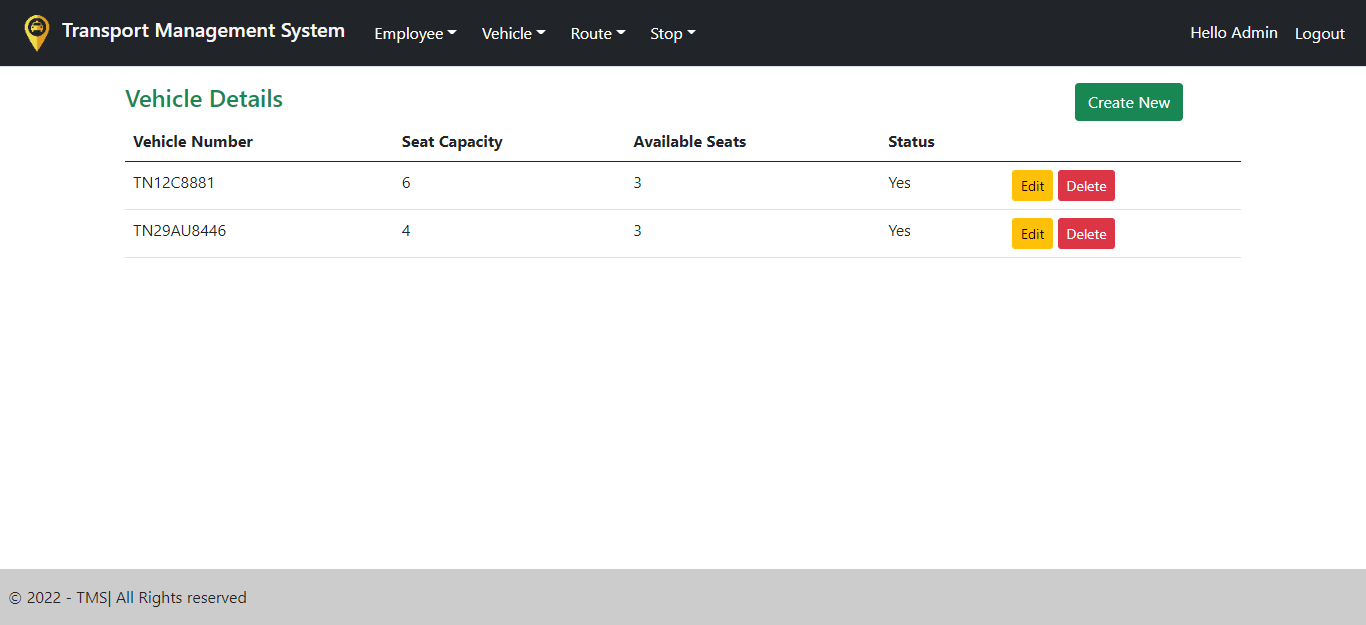 Transport Management System Employee Vehicle Route Stop Hello Admin Logout
Vehicle Details Create New
Vehicle Number Seat Capacity Available Seats Status
TN12C8881 6 3 Yes Edit Delete
TN29AU8446 4 3 Yes Edit Delete
© 2022 - TMS| All Rights reserved